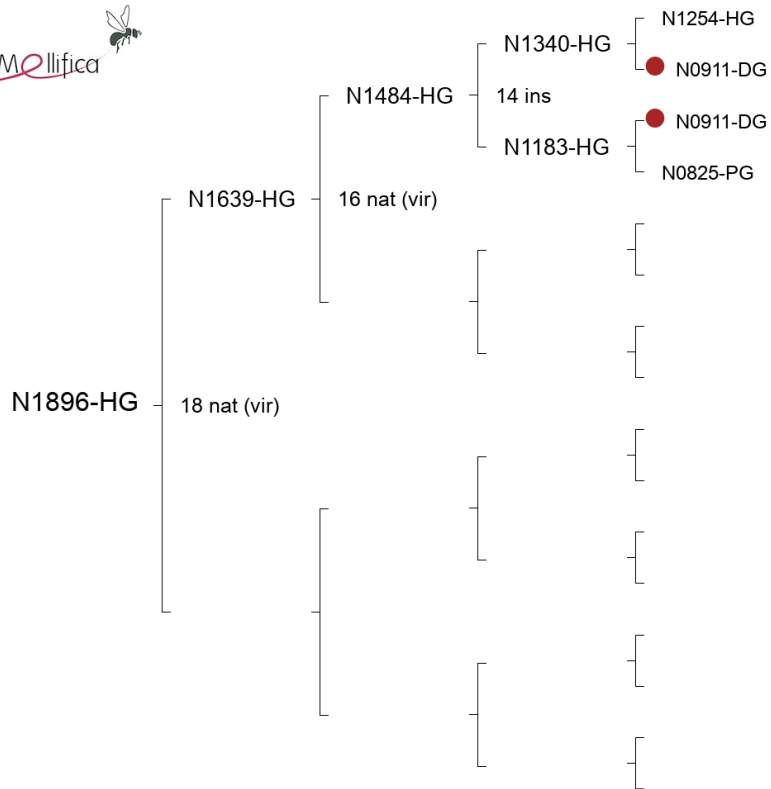 Mellifica
N1254-HG
N1340-HG
N0911-DG
N1484-HG
14 ins
N0911-DG
N1183-HG
N0825-PG
N1639-HG
16 nat (vir)
N1896-HG
18 nat (vir)